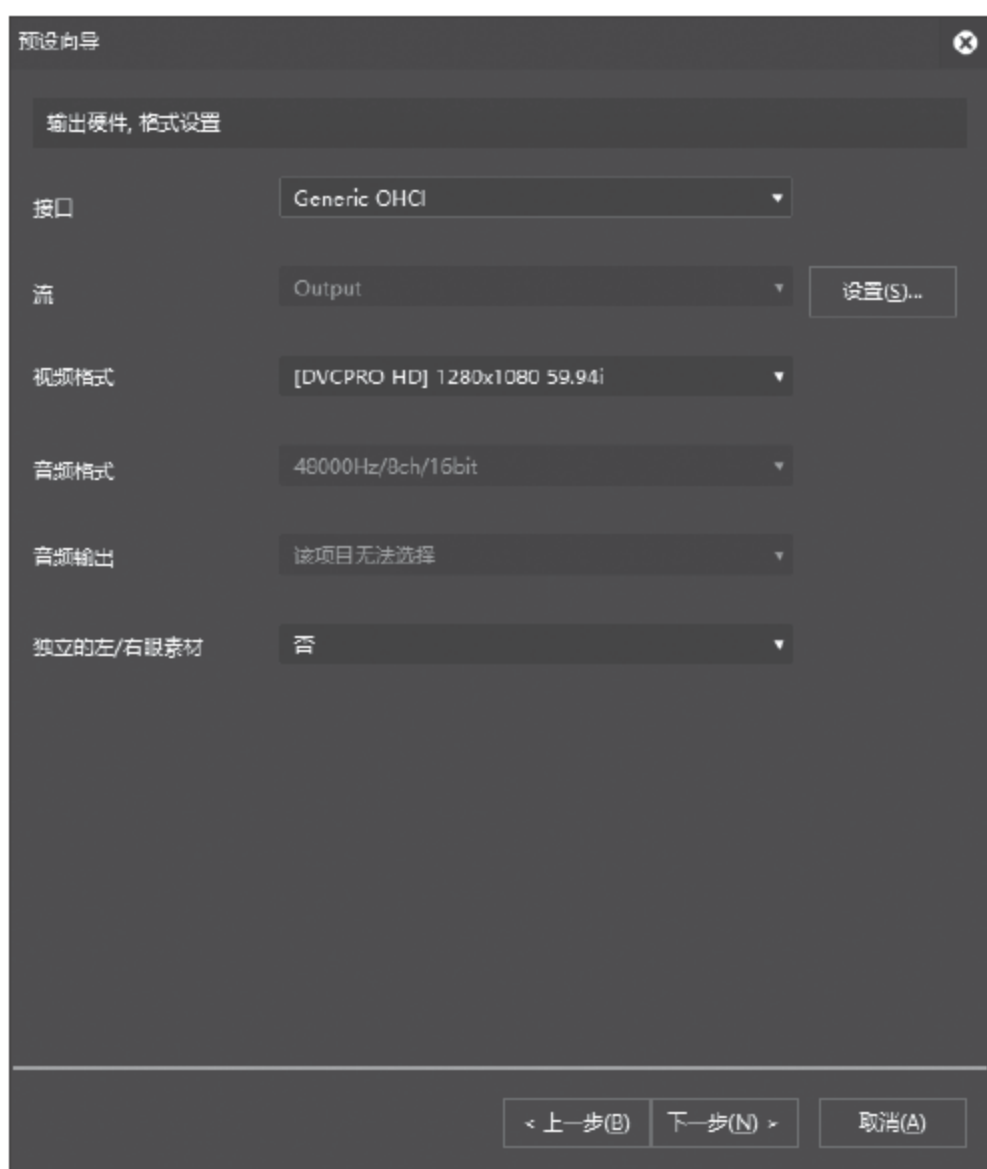 预设向导
输出硬件, 格式设置
接口 Generic OHCI
流 Output 设置(S)...
视频格式 [DVCPRO HD] 1280x1080 59.94i
音频格式 48000Hz/8ch/16bit
音频输出 该项目无法选择
独立的左/右眼素材 否
< 上一步(B) 下一步(N) > 取消(A)